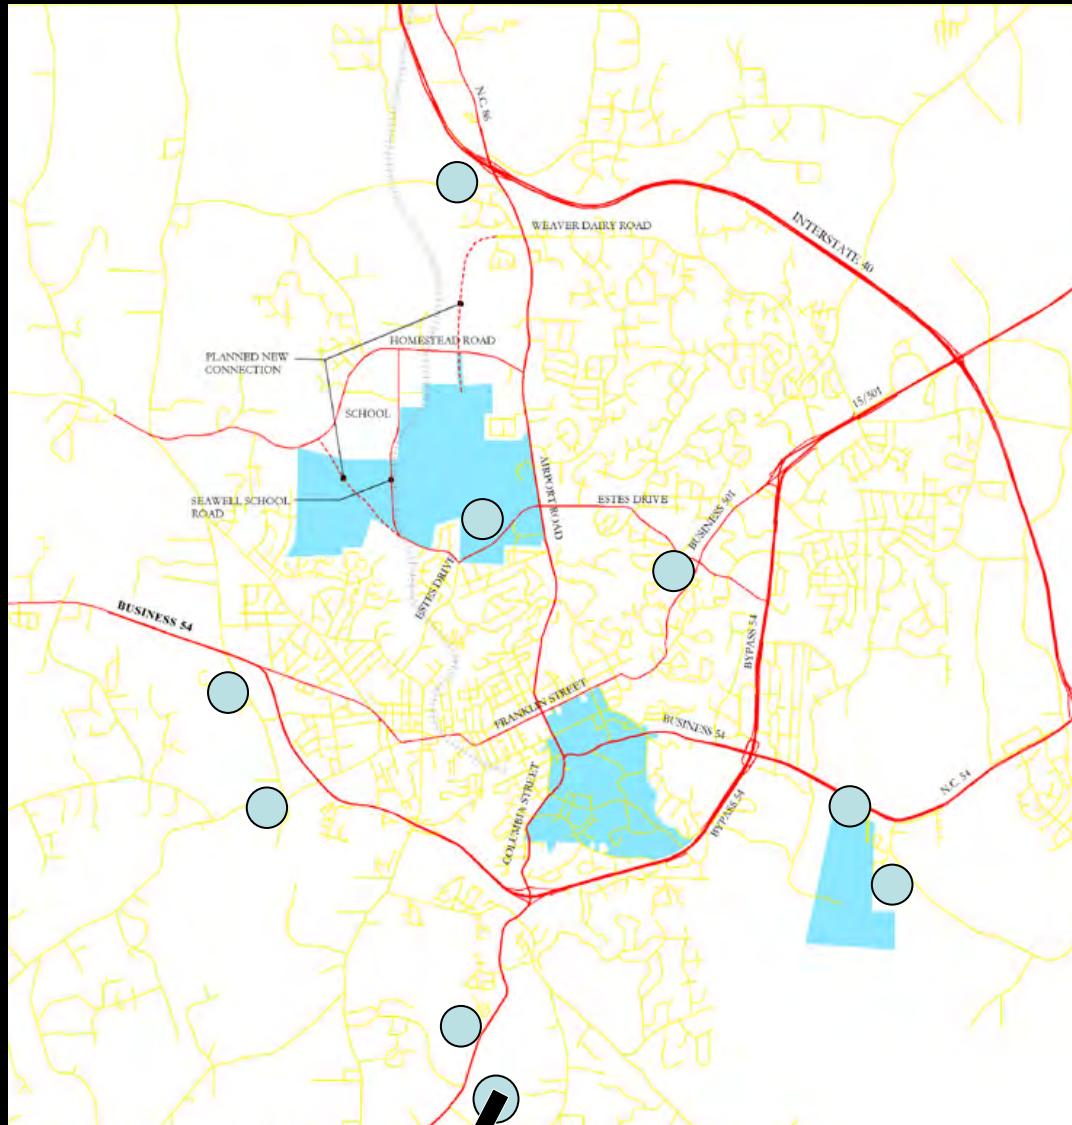 N.C. 86
WEAVER DAIRY ROAD
INTERSTATE 40
HOMESTEAD ROAD
PLANNED NEW
CONNECTION
15/501
SCHOOL
AIRPORT ROAD
SEAWELL SCHOOL
ROAD
ESTES DRIVE
BUSINESS 501
ESTES DRIVE
BUSINESS 54
BYPASS 54
FRANKLIN STREET
BUSINESS 54
COLUMBIA STREET
BYPASS 54
N.C. 54